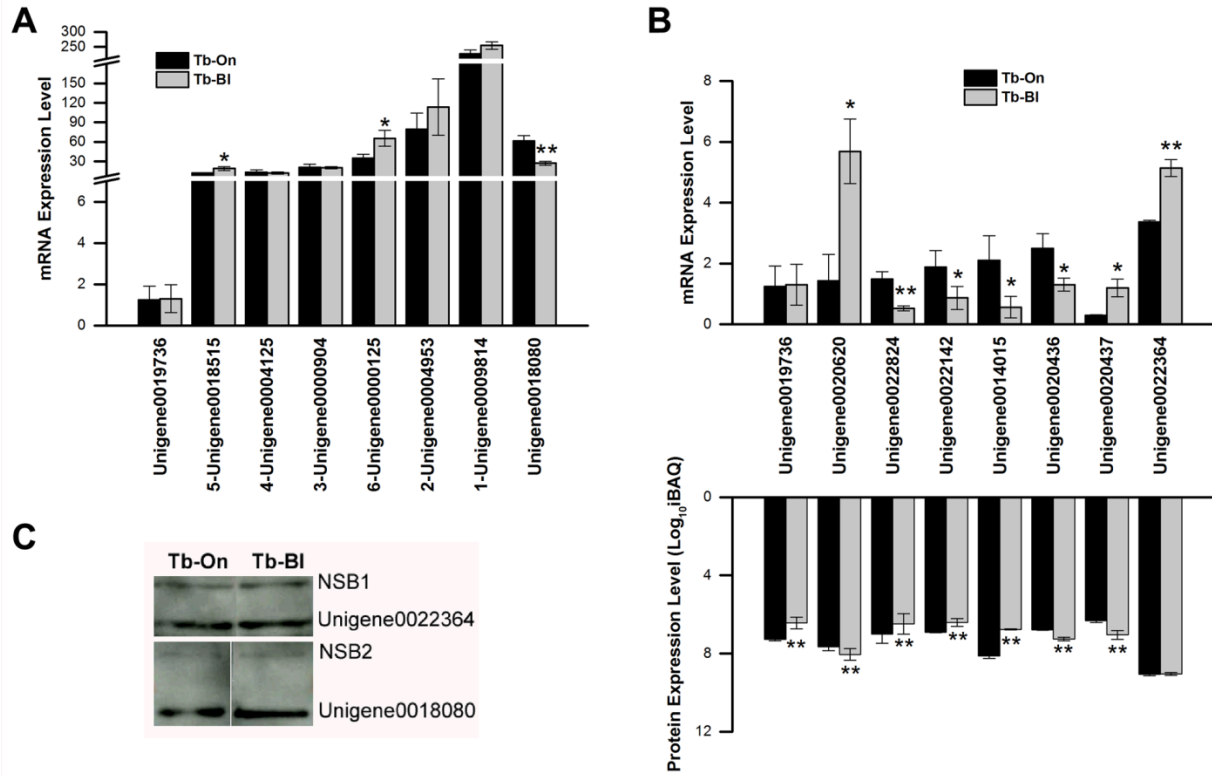 A
mRNA Expression Level
300
250
150
120
90
60
30
6
4
2
0
Tb-On
Tb-BI
*
*
**
Unigene0019736
5-Unigene0018515
4-Unigene0004125
3-Unigene0000904
6-Unigene0000125
2-Unigene0004953
1-Unigene0009814
Unigene0018080
B
mRNA Expression Level
8
6
4
2
0
Tb-On
Tb-BI
*
**
*
*
*
*
**
Unigene0019736
Unigene0020620
Unigene0022824
Unigene0022142
Unigene0014015
Unigene0020436
Unigene0020437
Unigene0022364
Protein Expression Level (Log10iBAQ)
0
4
8
12
**
**
**
**
**
**
**
C
Tb-On Tb-BI
NSB1
Unigene0022364
NSB2
Unigene0018080